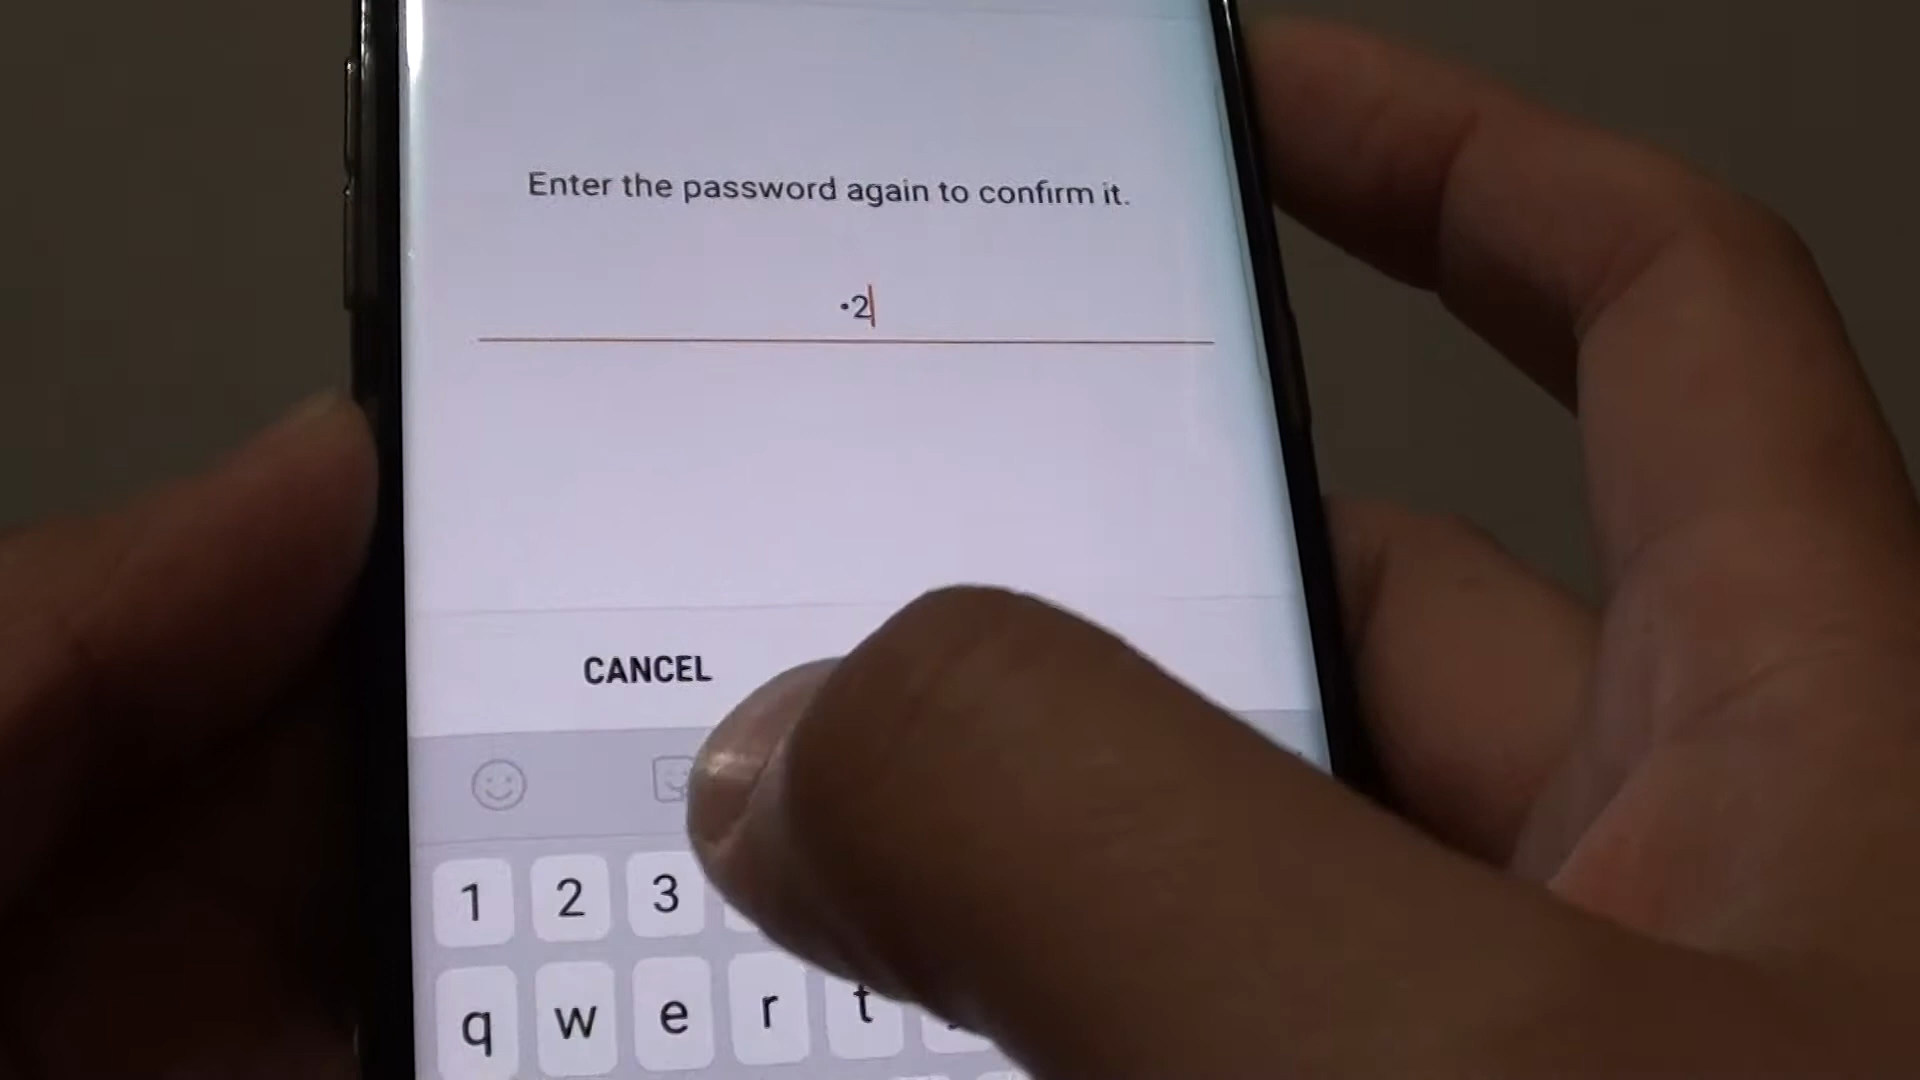 Enter the password again to confirm it.
•2
CANCEL
1 2 3
q w e r t